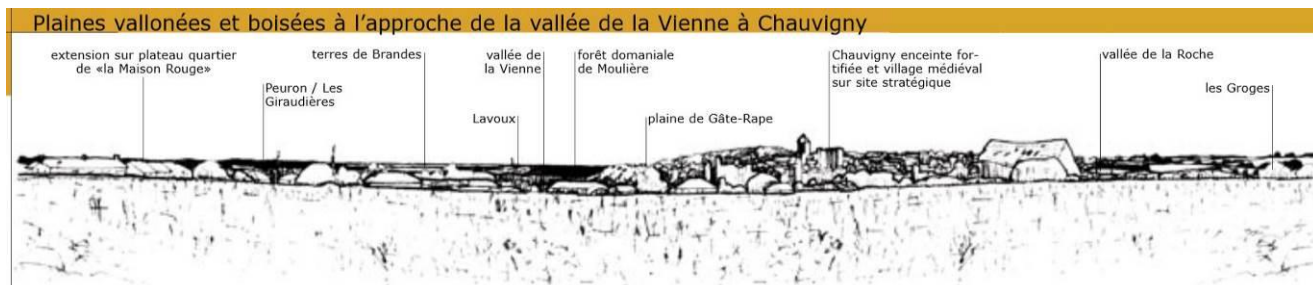 Plaines vallonées et boisées à l'approche de la vallée de la Vienne à Chauvigny
extension sur plateau quartier
de «la Maison Rouge»
Peuron / Les
Giraudières
terres de Brandes
Lavoux
vallée de
la Vienne
forêt domaniale
de Moulière
plaine de Gâte-Rape
Chauvigny enceinte for-
tifiée et village médiéval
sur site stratégique
vallée de la Roche
les Groges